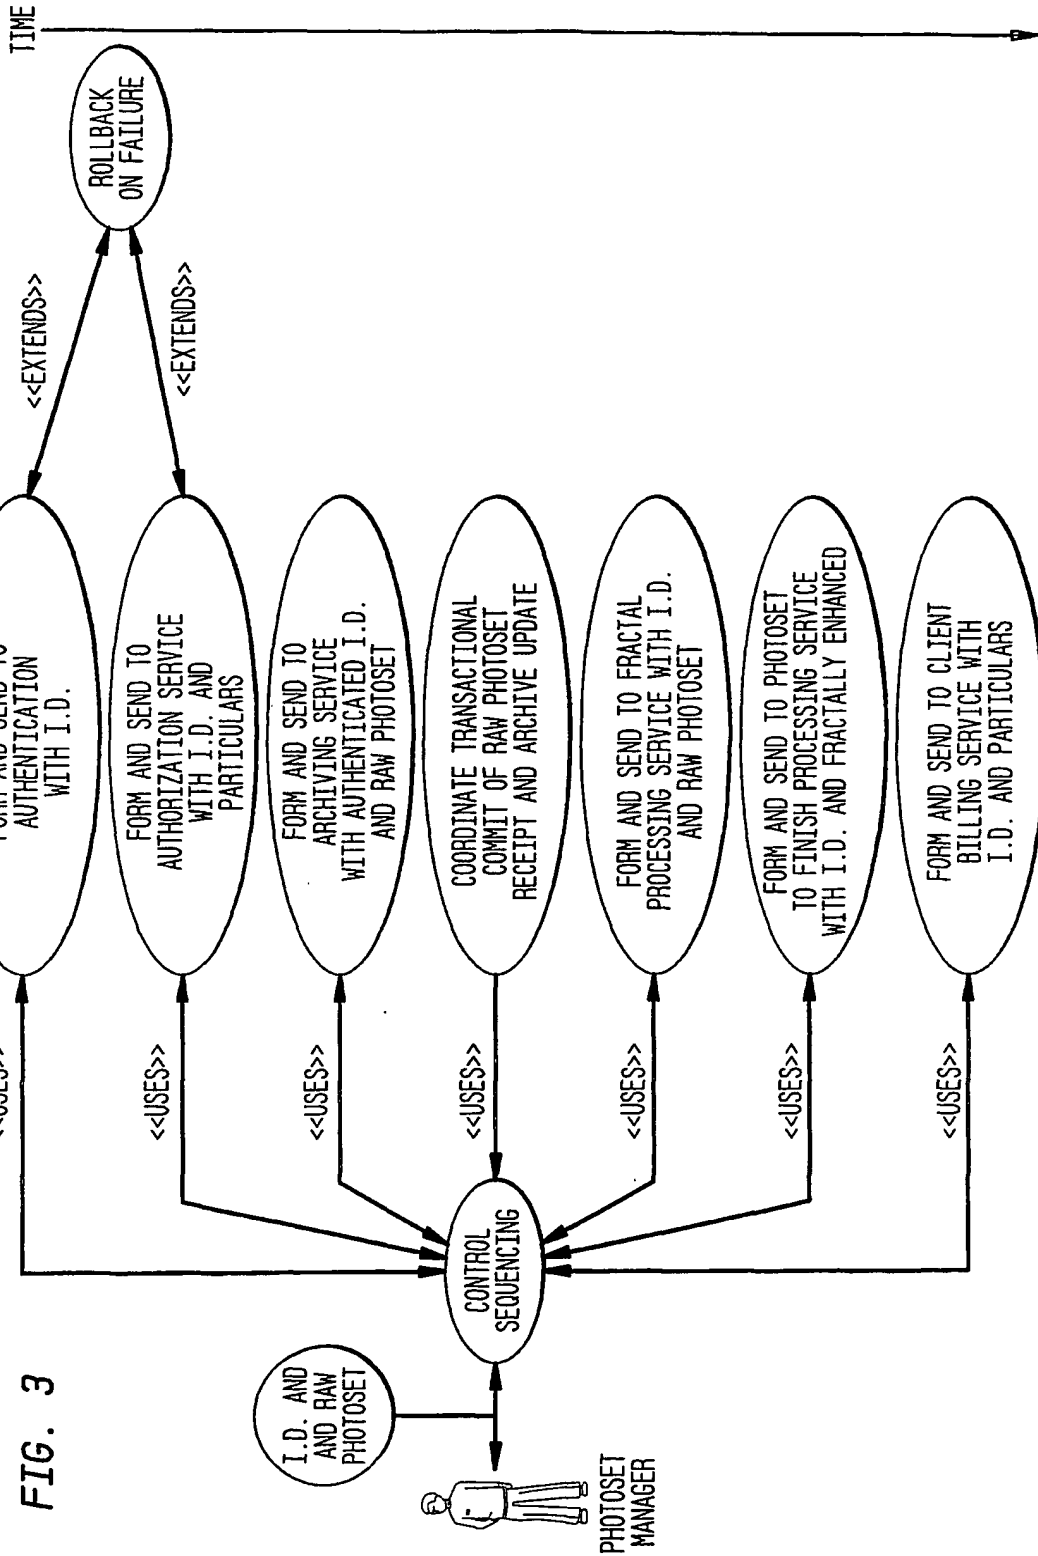 FIG. 3
TIME
ROLLBACK
ON FAILURE
<<EXTENDS>>
<<EXTENDS>>
AUTHENTICATION
WITH I.D.
FORM AND SEND TO
AUTHORIZATION SERVICE
WITH I.D. AND
PARTICULARS
FORM AND SEND TO
ARCHIVING SERVICE
WITH AUTHENTICATED I.D.
AND RAW PHOTOSET
COORDINATE TRANSACTIONAL
COMMIT OF RAW PHOTOSET
RECEIPT AND ARCHIVE UPDATE
FORM AND SEND TO FRACTAL
PROCESSING SERVICE WITH I.D.
AND RAW PHOTOSET
FORM AND SEND TO PHOTOSET
TO FINISH PROCESSING SERVICE
WITH I.D. AND FRACTALLY ENHANCED
FORM AND SEND TO CLIENT
BILLING SERVICE WITH
I.D. AND PARTICULARS
<<USES>>
<<USES>>
<<USES>>
<<USES>>
<<USES>>
<<USES>>
CONTROL
SEQUENCING
I.D. AND
AND RAW
PHOTOSET
PHOTOSET
MANAGER